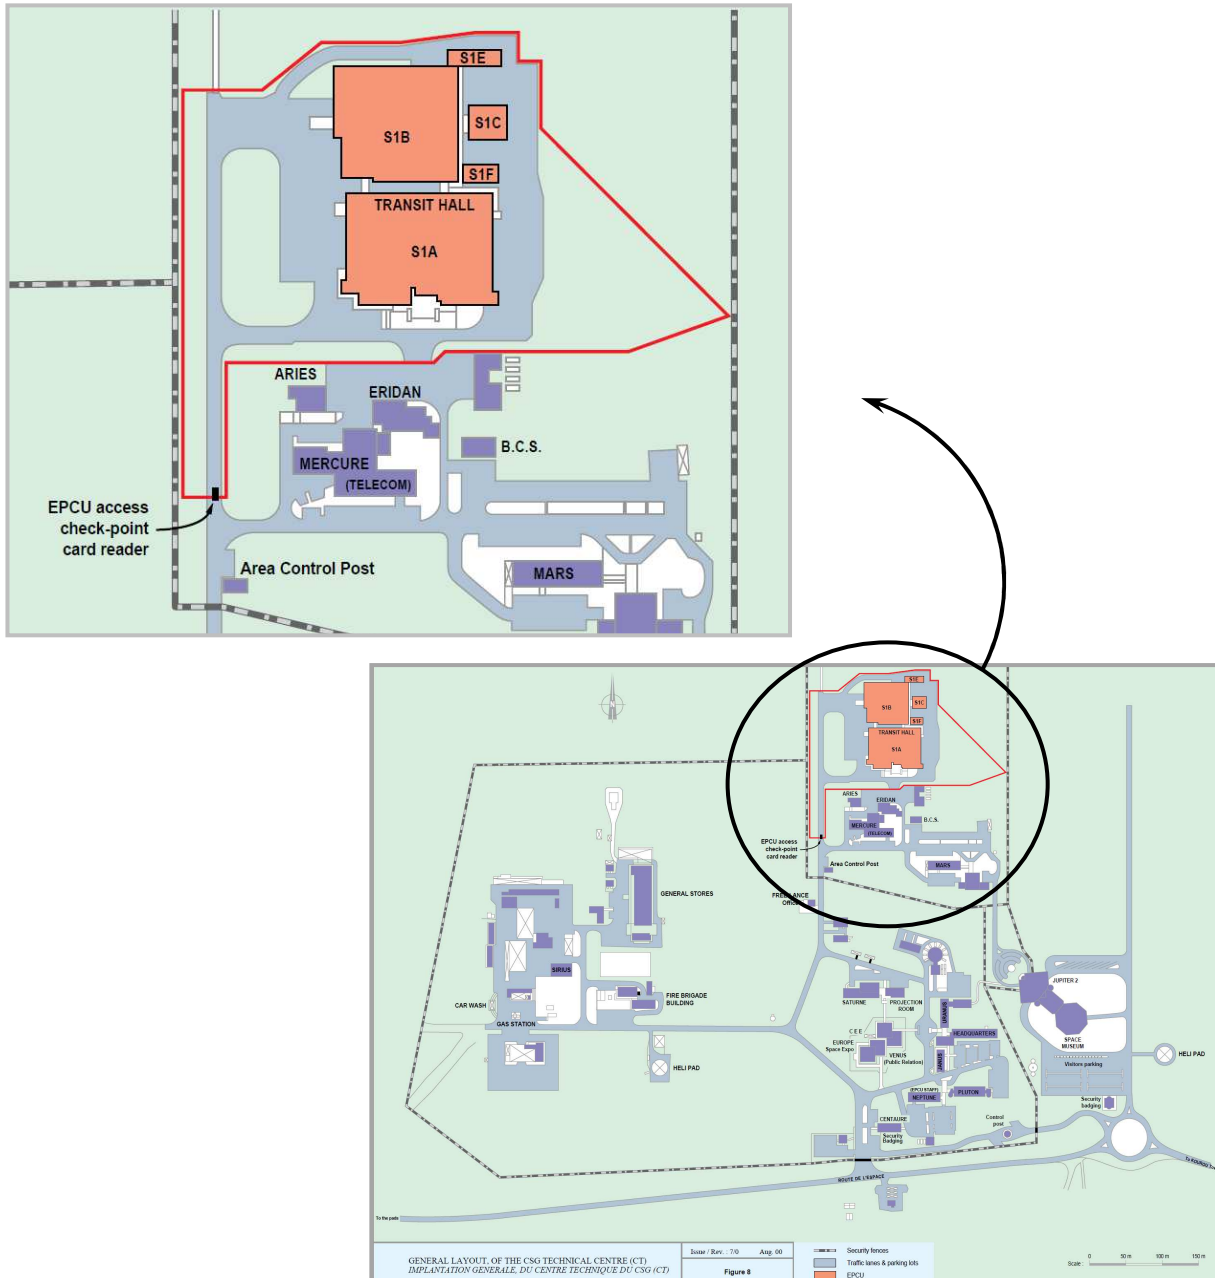 S1E
S1B
S1C
S1F
TRANSIT HALL
S1A
ARIES
ERIDAN
MERCURE
(TELECOM)
B.C.S.
EPCU access
check-point
card reader
Area Control Post
MARS
S1E
S1B
S1C
S1F
TRANSIT HALL
S1A
ARIES
ERIDAN
MERCURE
(TELECOM)
B.C.S.
EPCU access
check-point
card reader
Area Control Post
MARS
GENERAL STORES
SIRIUS
CAR WASH
GAS STATION
FIRE BRIGADE
BUILDING
HELI PAD
SATURNE
PROJECTION
ROOM
C E E
EUROPE
Space Expo
VENUS
(Public Relation)
URANUS
HEADQUARTERS
JANUS
(EPCU STAFF)
NEPTUNE
PLUTON
CENTAURE
Security
Badging
Control
post
JUPITER 2
SPACE
MUSEUM
Visitors parking
HELI PAD
Security
badging
ROUTE DE L'ESPACE
To the pads
GENERAL LAYOUT, OF THE CSG TECHNICAL CENTRE (CT)
IMPLANTATION GENERALE, DU CENTRE TECHNIQUE DU CSG (CT)
Issue / Rev. : 7/0 Aug. 00
Figure 8
Security fences
Traffic lanes & parking lots
EPCU
Scale
0 50 m 100 m 150 m